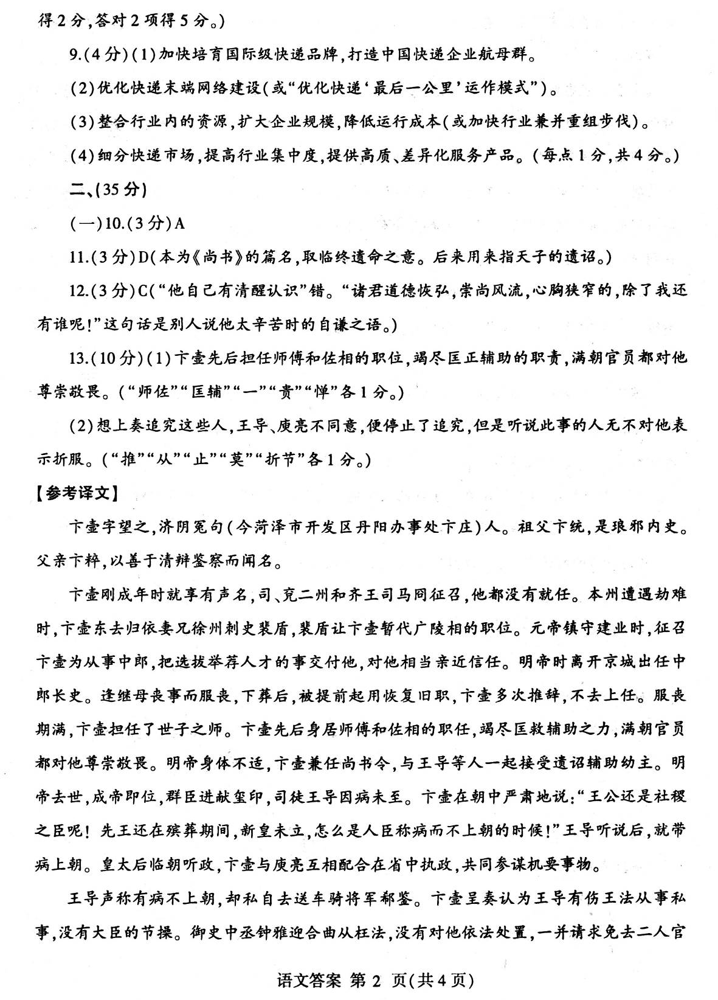 得2分,答对2项得5分。)
9.(4分)(1)加快培育国际级快递品牌,打造中国快递企业航母群。
(2)优化快递末端网络建设(或“优化快递‘最后一公里’运作模式”)。
(3)整合行业内的资源,扩大企业规模,降低运行成本(或加快行业兼并重组步伐)。
(4)细分快递市场,提高行业集中度,提供高质、差异化服务产品。(每点1分,共4分。)
二、(35分)
(一)10.(3分)A
11.(3分)D(本为《尚书》的篇名,取临终遗命之意。后来用来指天子的遗诏。)
12.(3分)C(“他自己有清醒认识”错。“诸君道德恢弘,崇尚风流,心胸狭窄的,除了我还
有谁呢!”这句话是别人说他太辛苦时的自谦之语。)
13.(10分)(1)卞壶先后担任师傅和佐相的职位,竭尽匡正辅助的职责,满朝官员都对他
尊崇敬畏。(“师佐”“匡辅”“一”“贵”“惮”各1分。)
(2)想上奏追究这些人,王导、庾亮不同意,便停止了追究,但是听说此事的人无不对他表
示折服。(“推”“从”“止”“莫”“折节”各1分。)
【参考译文】
卞壶字望之,济阴冤句(今菏泽市开发区丹阳办事处卞庄)人。祖父卞统,是琅邪内史。
父亲卞粹,以善于清辩鉴察而闻名。
卞壶刚成年时就享有声名,司、兖二州和齐王司马冏征召,他都没有就任。本州遭遇劫难
时,卞壶东去归依妻兄徐州刺史裴盾,裴盾让卞壶暂代广陵相的职位。元帝镇守建业时,征召
卞壶为从事中郎,把选拔举荐人才的事交付他,对他相当亲近信任。明帝时离开京城出任中
郎长史。逢继母丧事而服丧,下葬后,被提前起用恢复旧职,卞壶多次推辞,不去上任。服丧
期满,卞壶担任了世子之师。卞壶先后身居师傅和佐相的职任,竭尽匡救辅助之力,满朝官员
都对他尊崇敬畏。明帝身体不适,卞壶兼任尚书令,与王导等人一起接受遗诏辅助幼主。明
帝去世,成帝即位,群臣进献玺印,司徒王导因病未至。卞壶在朝中严肃地说:“王公还是社稷
之臣呢!先王还在殡葬期间,新皇未立,怎么是人臣称病而不上朝的时候!”王导听说后,就带
病上朝。皇太后临朝听政,卞壶与庾亮互相配合在省中执政,共同参谋机要事物。
王导声称有病不上朝,却私自去送车骑将军郗鉴。卞壶呈奏认为王导有伤王法从事私
事,没有大臣的节操。御史中丞钟雅迎合曲从枉法,没有对他依法处置,一并请求免去二人官
语文答案 第2页(共4页)